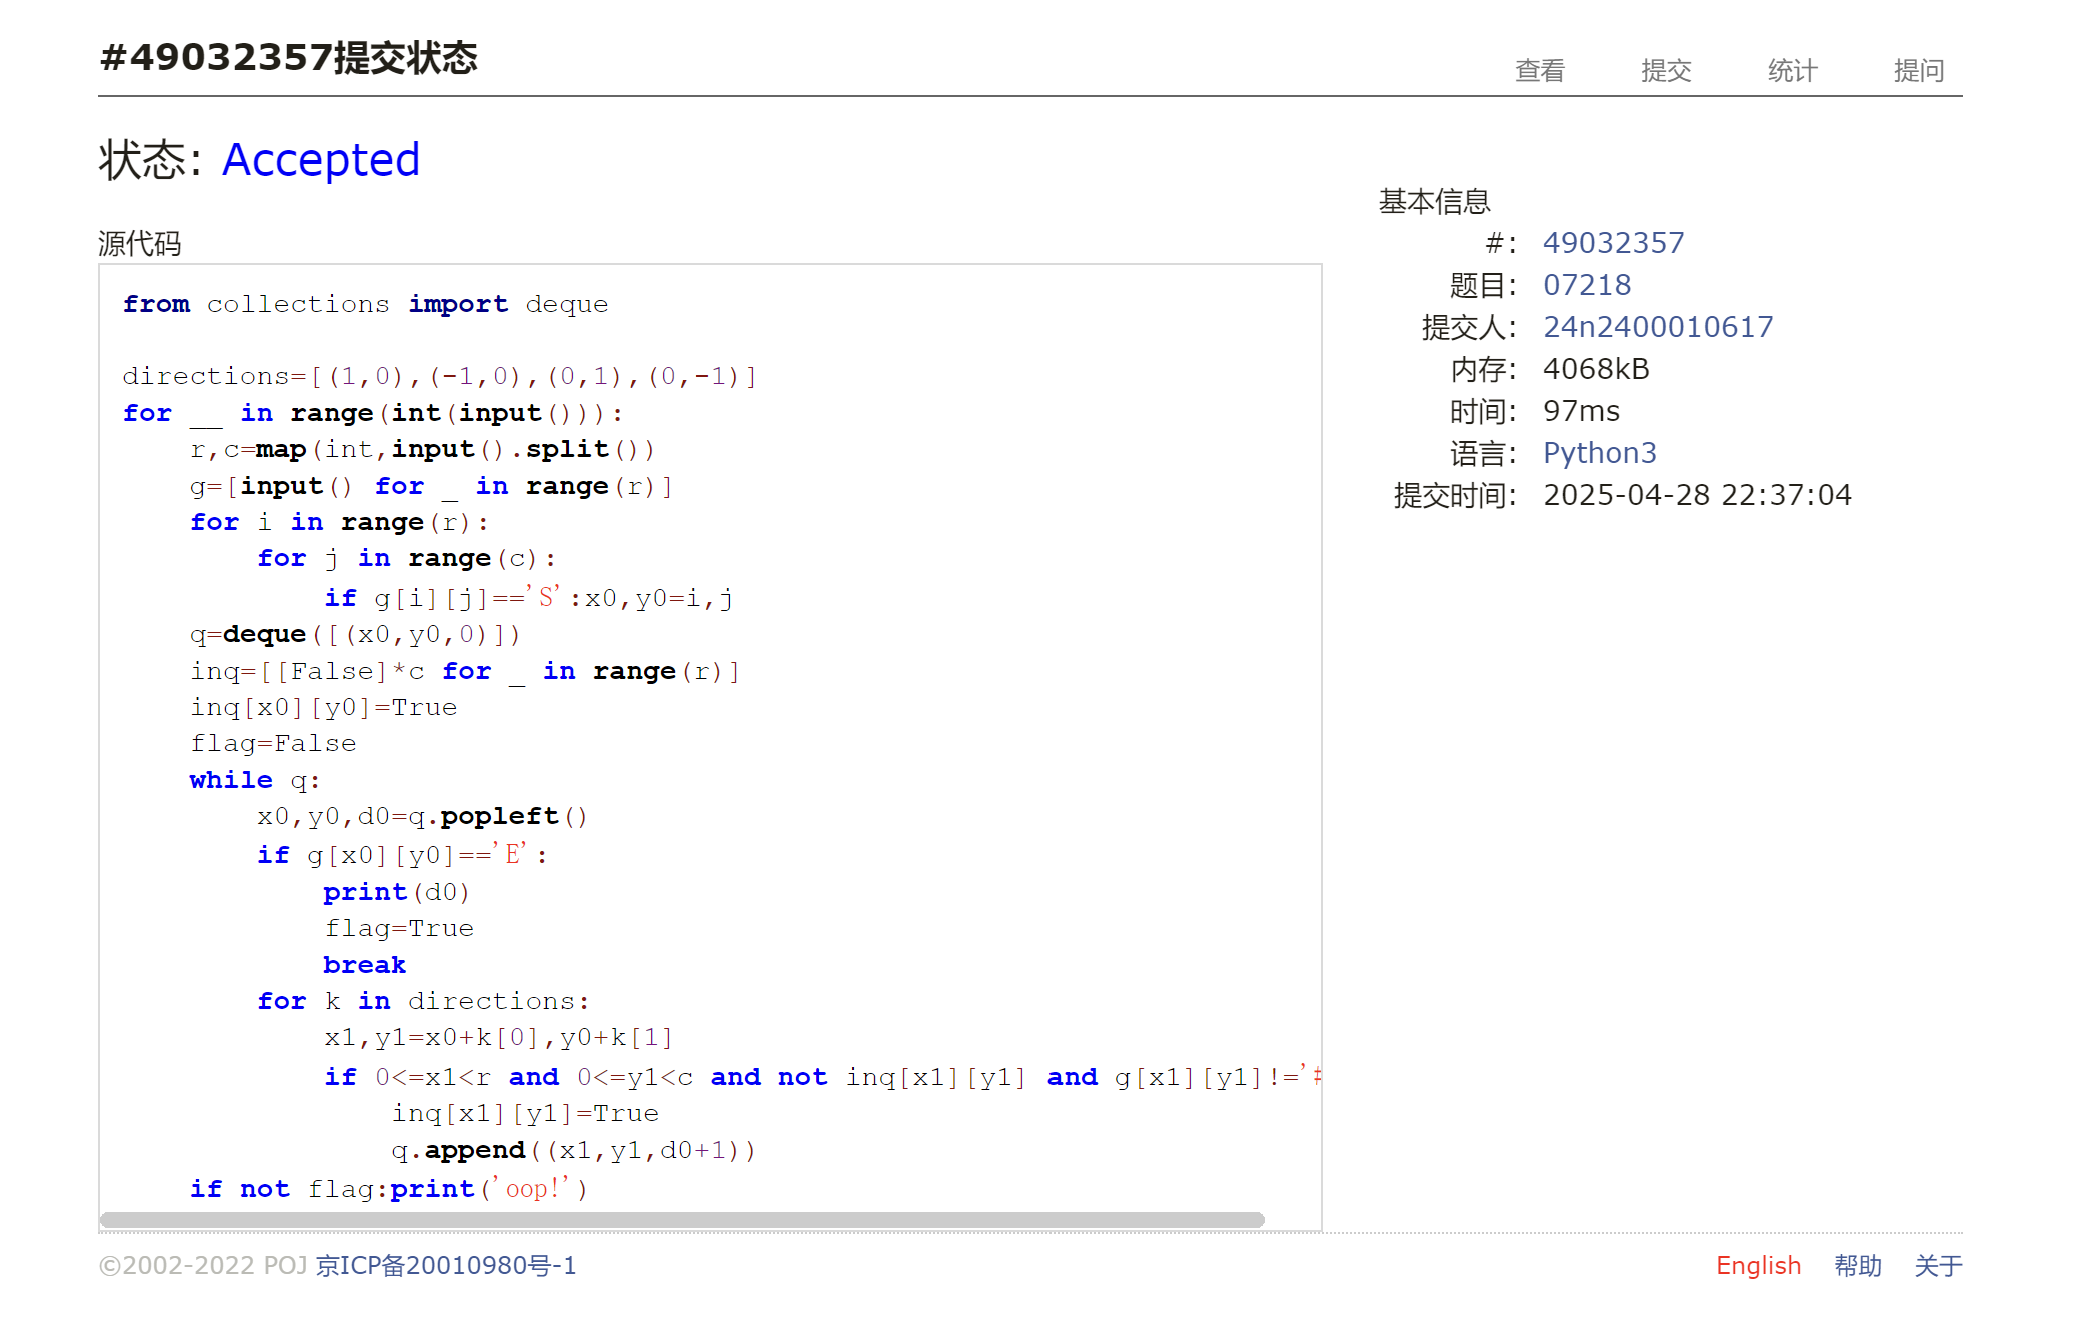 #49032357提交状态
查看 提交 统计 提问
状态: Accepted
源代码
from collections import deque

directions=[(1,0),(-1,0),(0,1),(0,-1)]
for __ in range(int(input())):
    r,c=map(int,input().split())
    g=[input() for _ in range(r)]
    for i in range(r):
        for j in range(c):
            if g[i][j]=='S':x0,y0=i,j
    q=deque([(x0,y0,0)])
    inq=[[False]*c for _ in range(r)]
    inq[x0][y0]=True
    flag=False
    while q:
        x0,y0,d0=q.popleft()
        if g[x0][y0]=='E':
            print(d0)
            flag=True
            break
        for k in directions:
            x1,y1=x0+k[0],y0+k[1]
            if 0<=x1<r and 0<=y1<c and not inq[x1][y1] and g[x1][y1]!='#
                inq[x1][y1]=True
                q.append((x1,y1,d0+1))
    if not flag:print('oop!')
基本信息
#: 49032357
题目: 07218
提交人: 24n2400010617
内存: 4068kB
时间: 97ms
语言: Python3
提交时间: 2025-04-28 22:37:04
©2002-2022 POJ 京ICP备20010980号-1
English 帮助 关于